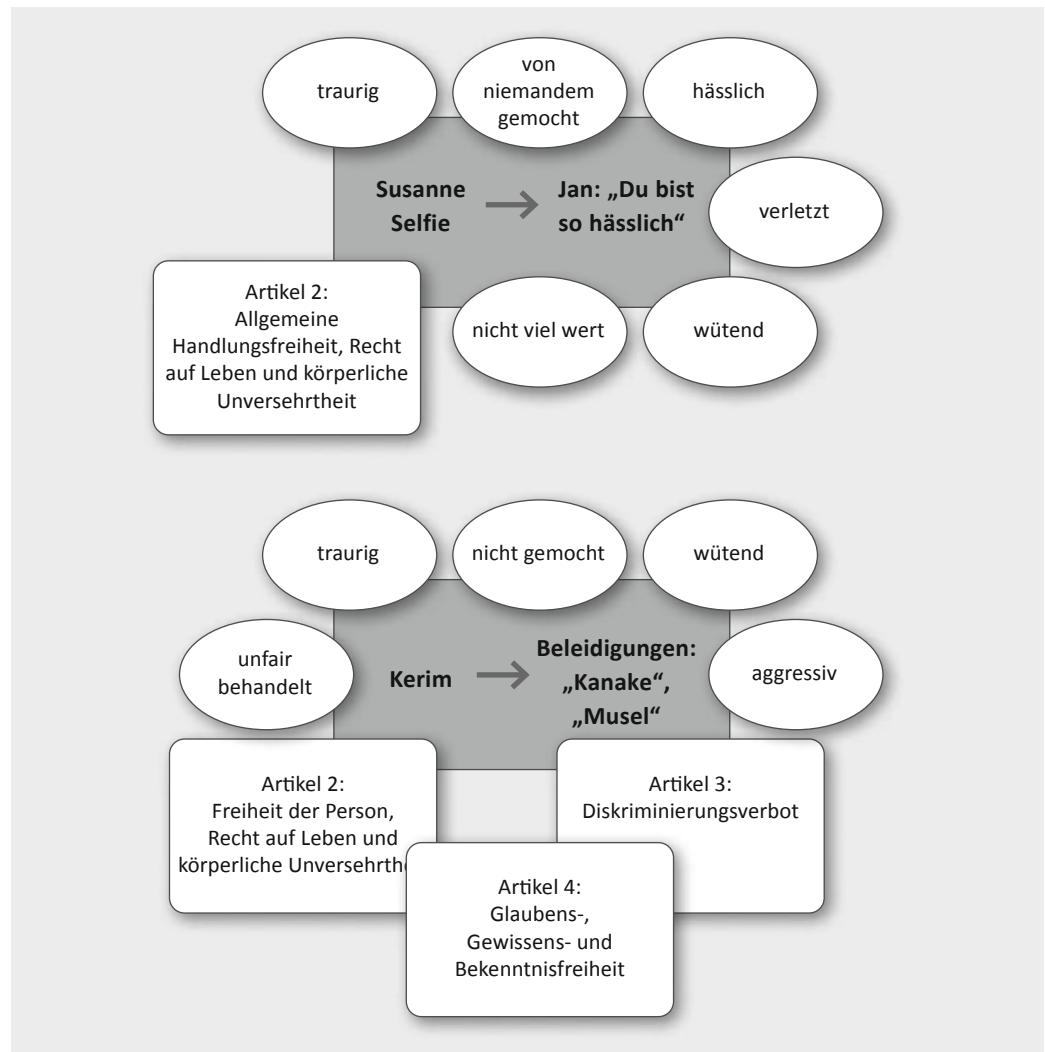 traurig
von
niemandem
gemocht
hässlich
Susanne
Selfie
Jan: „Du bist
so hässlich“
verletzt
Artikel 2:
Allgemeine
Handlungsfreiheit, Recht
auf Leben und körperliche
Unversehrtheit
nicht viel wert
wütend
traurig
nicht gemocht
wütend
unfair
behandelt
Kerim
Beleidigungen:
„Kanake“,
„Musel“
aggressiv
Artikel 2:
Freiheit der Person,
Recht auf Leben und
körperliche Unversehrthe
Artikel 3:
Diskriminierungsverbot
Artikel 4:
Glaubens-,
Gewissens- und
Bekenntnisfreiheit